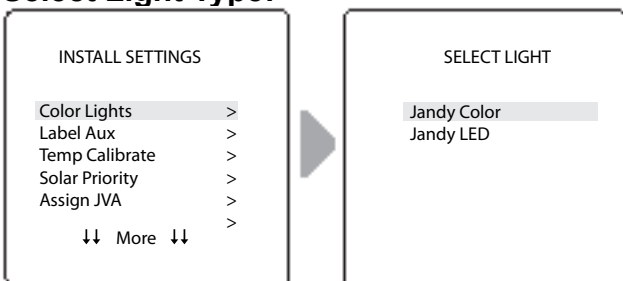 Select Light Type:
INSTALL SETTINGS
Color Lights >
Label Aux >
Temp Calibrate >
Solar Priority >
Assign JVA >
>
↓↓ More ↓↓
SELECT LIGHT
Jandy Color
Jandy LED